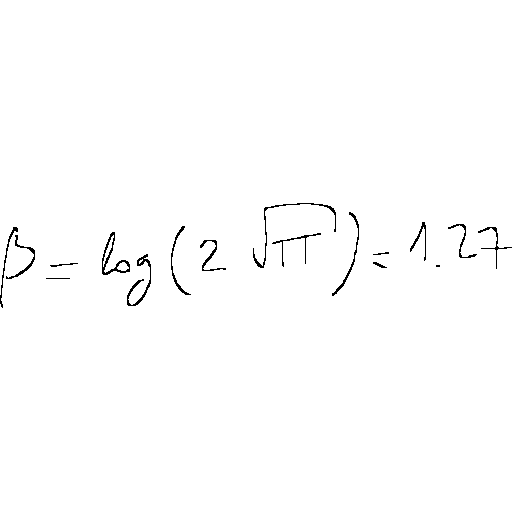 β = log(2√π) = 1.27